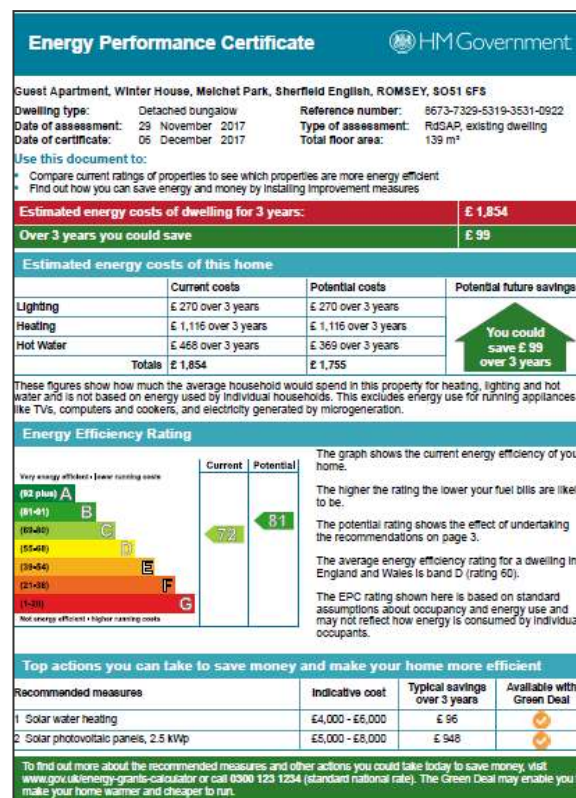 Energy Performance Certificate
HM Government
Guest Apartment, Winter House, Melchet Park, Sherfield English, ROMSEY, SO51 6FS
Dwelling type: Detached bungalow Reference number: 8673-7329-5319-3531-0922
Date of assessment: 29 November 2017 Type of assessment: RdSAP, existing dwelling
Date of certificate: 06 December 2017 Total floor area: 139 m²
Use this document to:
• Compare current ratings of properties to see which properties are more energy efficient
• Find out how you can save energy and money by installing improvement measures
Estimated energy costs of dwelling for 3 years: £ 1,854
Over 3 years you could save £ 99
Estimated energy costs of this home
Current costs Potential costs Potential future savings
Lighting £ 270 over 3 years £ 270 over 3 years
Heating £ 1,116 over 3 years £ 1,116 over 3 years
Hot Water £ 468 over 3 years £ 369 over 3 years
Totals £ 1,854 £ 1,755
You could
save £ 99
over 3 years
These figures show how much the average household would spend in this property for heating, lighting and hot
water and is not based on energy used by individual households. This excludes energy use for running appliances
like TVs, computers and cookers, and electricity generated by microgeneration.
Energy Efficiency Rating
Current Potential
Very energy efficient - lower running costs
(92 plus) A
(81-91) B
(69-80) C
(55-68) D
(39-54) E
(21-38) F
(1-20) G
Not energy efficient - higher running costs
72
81
The graph shows the current energy efficiency of you
home.
The higher the rating the lower your fuel bills are likel
to be.
The potential rating shows the effect of undertaking
the recommendations on page 3.
The average energy efficiency rating for a dwelling in
England and Wales is band D (rating 60).
The EPC rating shown here is based on standard
assumptions about occupancy and energy use and
may not reflect how energy is consumed by individua
occupants.
Top actions you can take to save money and make your home more efficient
Recommended measures Indicative cost Typical savings over 3 years Available with Green Deal
1 Solar water heating £4,000 - £6,000 £ 96
2 Solar photovoltaic panels, 2.5 kWp £5,000 - £8,000 £ 948
To find out more about the recommended measures and other actions you could take today to save money, visit
www.gov.uk/energy-grants-calculator or call 0300 123 1234 (standard national rate). The Green Deal may enable you
make your home warmer and cheaper to run.